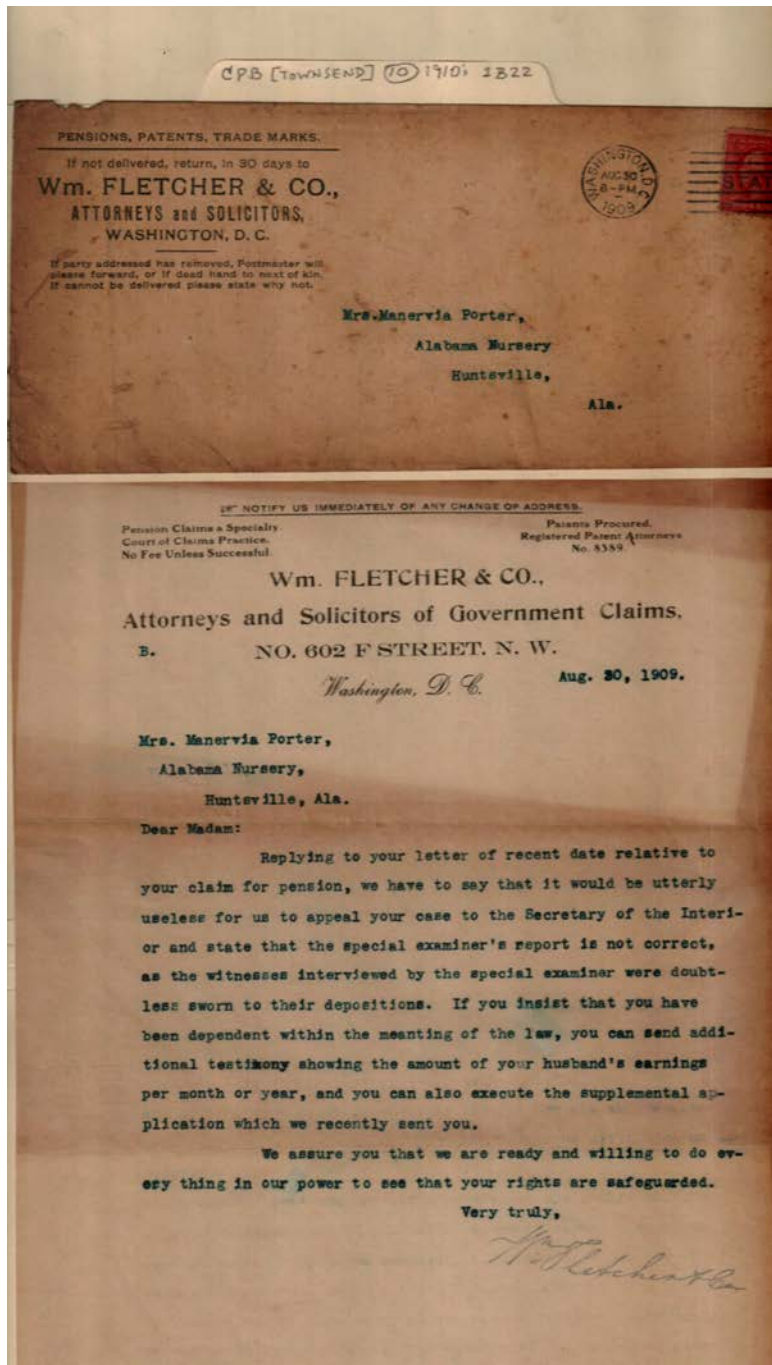 CPB [TOWNSEND] 10 1910's 1B22
PENSIONS, PATENTS, TRADE MARKS.
If not delivered, return, in 30 days to
Wm. FLETCHER & CO.,
ATTORNEYS and SOLICITORS,
WASHINGTON, D. C.
If party addressed has removed, Postmaster will
please forward, or if dead hand to next of kin.
If cannot be delivered please state why not.
WASHINGTON, D.C.
AUG 30
8-PM
1909
Mrs. Manervia Porter,
Alabama Nursery
Huntsville,
Ala.
NOTIFY US IMMEDIATELY OF ANY CHANGE OF ADDRESS.
Pension Claims a Specialty.
Court of Claims Practice.
No Fee Unless Successful.
Patents Procured.
Registered Patent Attorneys
No. 8389.
Wm. FLETCHER & CO.,
Attorneys and Solicitors of Government Claims,
B. NO. 602 F STREET. N. W.
Washington, D. C. Aug. 30, 1909.
Mrs. Manervia Porter,
Alabama Nursery,
Huntsville, Ala.
Dear Madam:
Replying to your letter of recent date relative to
your claim for pension, we have to say that it would be utterly
useless for us to appeal your case to the Secretary of the Interi-
or and state that the special examiner's report is not correct,
as the witnesses interviewed by the special examiner were doubt-
less sworn to their depositions. If you insist that you have
been dependent within the meanting of the law, you can send addi-
tional testimony showing the amount of your husband's earnings
per month or year, and you can also execute the supplemental ap-
plication which we recently sent you.
We assure you that we are ready and willing to do ev-
ery thing in our power to see that your rights are safeguarded.
Very truly,
Wm Fletcher & Co